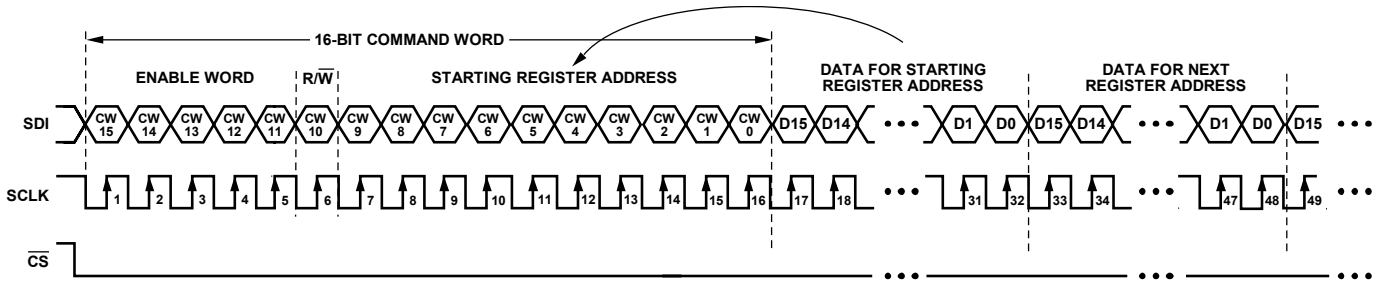 16-BIT COMMAND WORD
ENABLE WORD
R/W̅
STARTING REGISTER ADDRESS
DATA FOR STARTING
REGISTER ADDRESS
DATA FOR NEXT
REGISTER ADDRESS
SDI
CW
15
CW
14
CW
13
CW
12
CW
11
CW
10
CW
9
CW
8
CW
7
CW
6
CW
5
CW
4
CW
3
CW
2
CW
1
CW
0
D15 D14 ••• D1 D0 D15 D14 ••• D1 D0 D15 •••
SCLK 1 2 3 4 5 6 7 8 9 10 11 12 13 14 15 16 17 18 ••• 31 32 33 34 ••• 47 48 49 •••
C̅S̅ ••• ••• •••